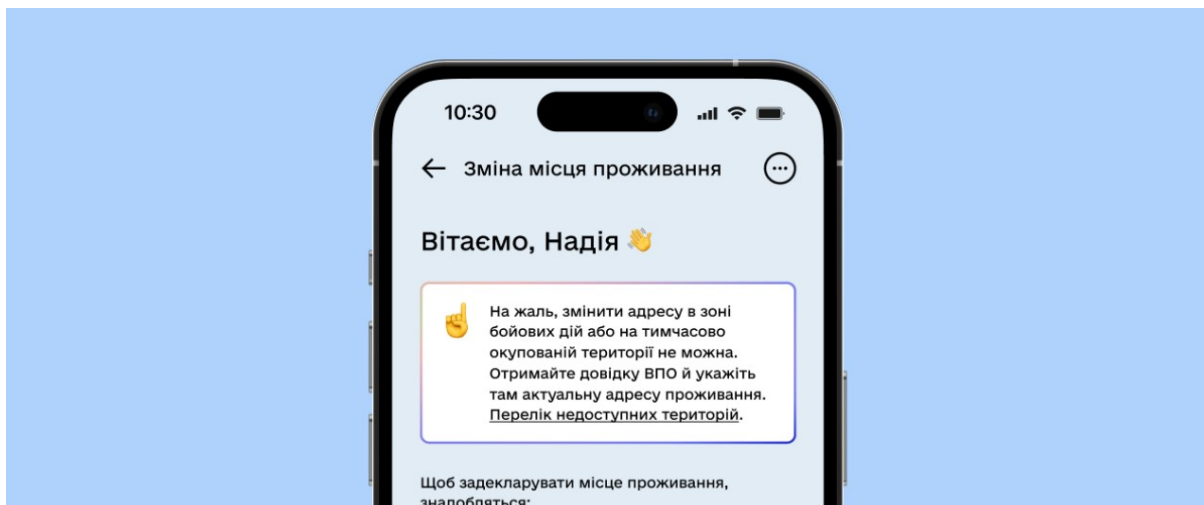 10:30
Зміна місця проживання
Вітаємо, Надія
На жаль, змінити адресу в зоні
бойових дій або на тимчасово
окупованій території не можна.
Отримайте довідку ВПО й укажіть
там актуальну адресу проживання.
Перелік недоступних територій.
Щоб задекларувати місце проживання,
знадобляться: